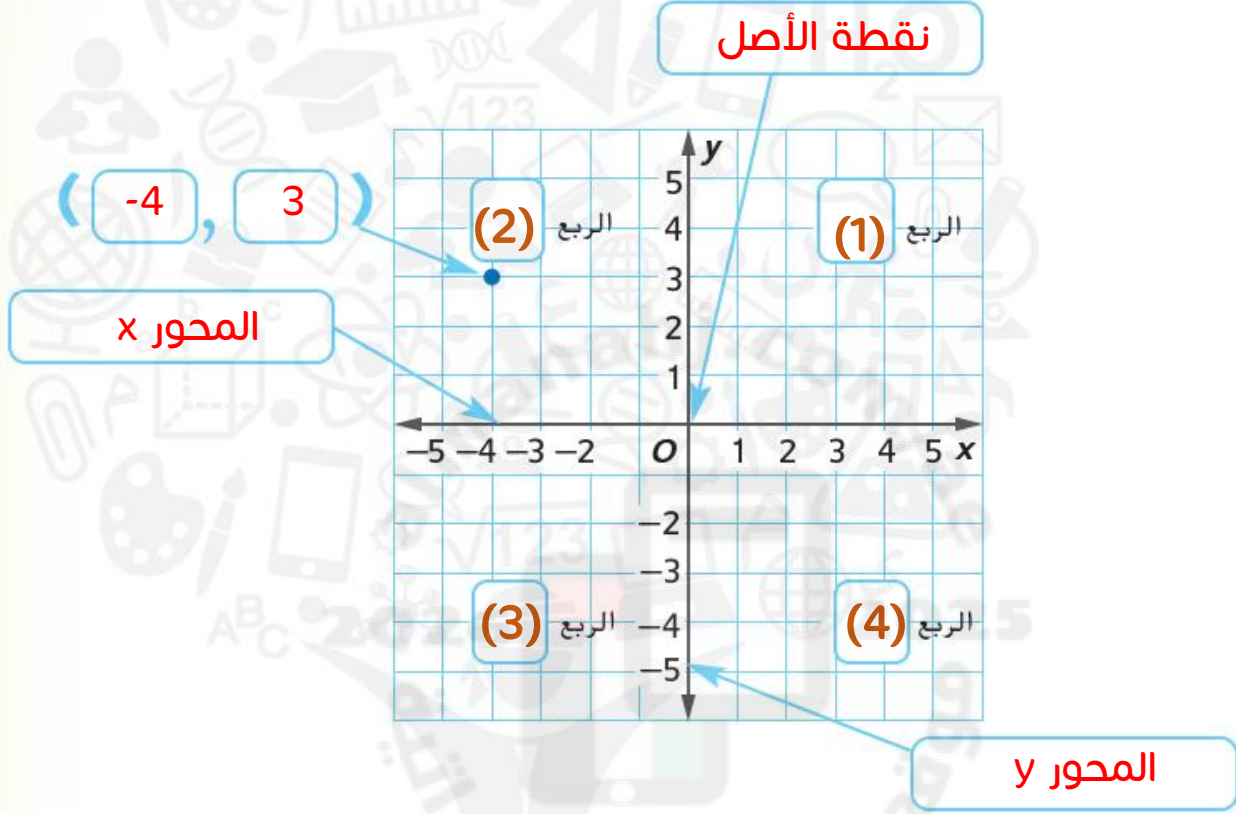 نقطة الأصل
y
( -4 , 3 )
(2) الربع
(1) الربع
المحور x
5
4
3
2
1
−5 −4 −3 −2 O 1 2 3 4 5 x
−2
−3
−4
−5
(3) الربع
(4) الربع
المحور y